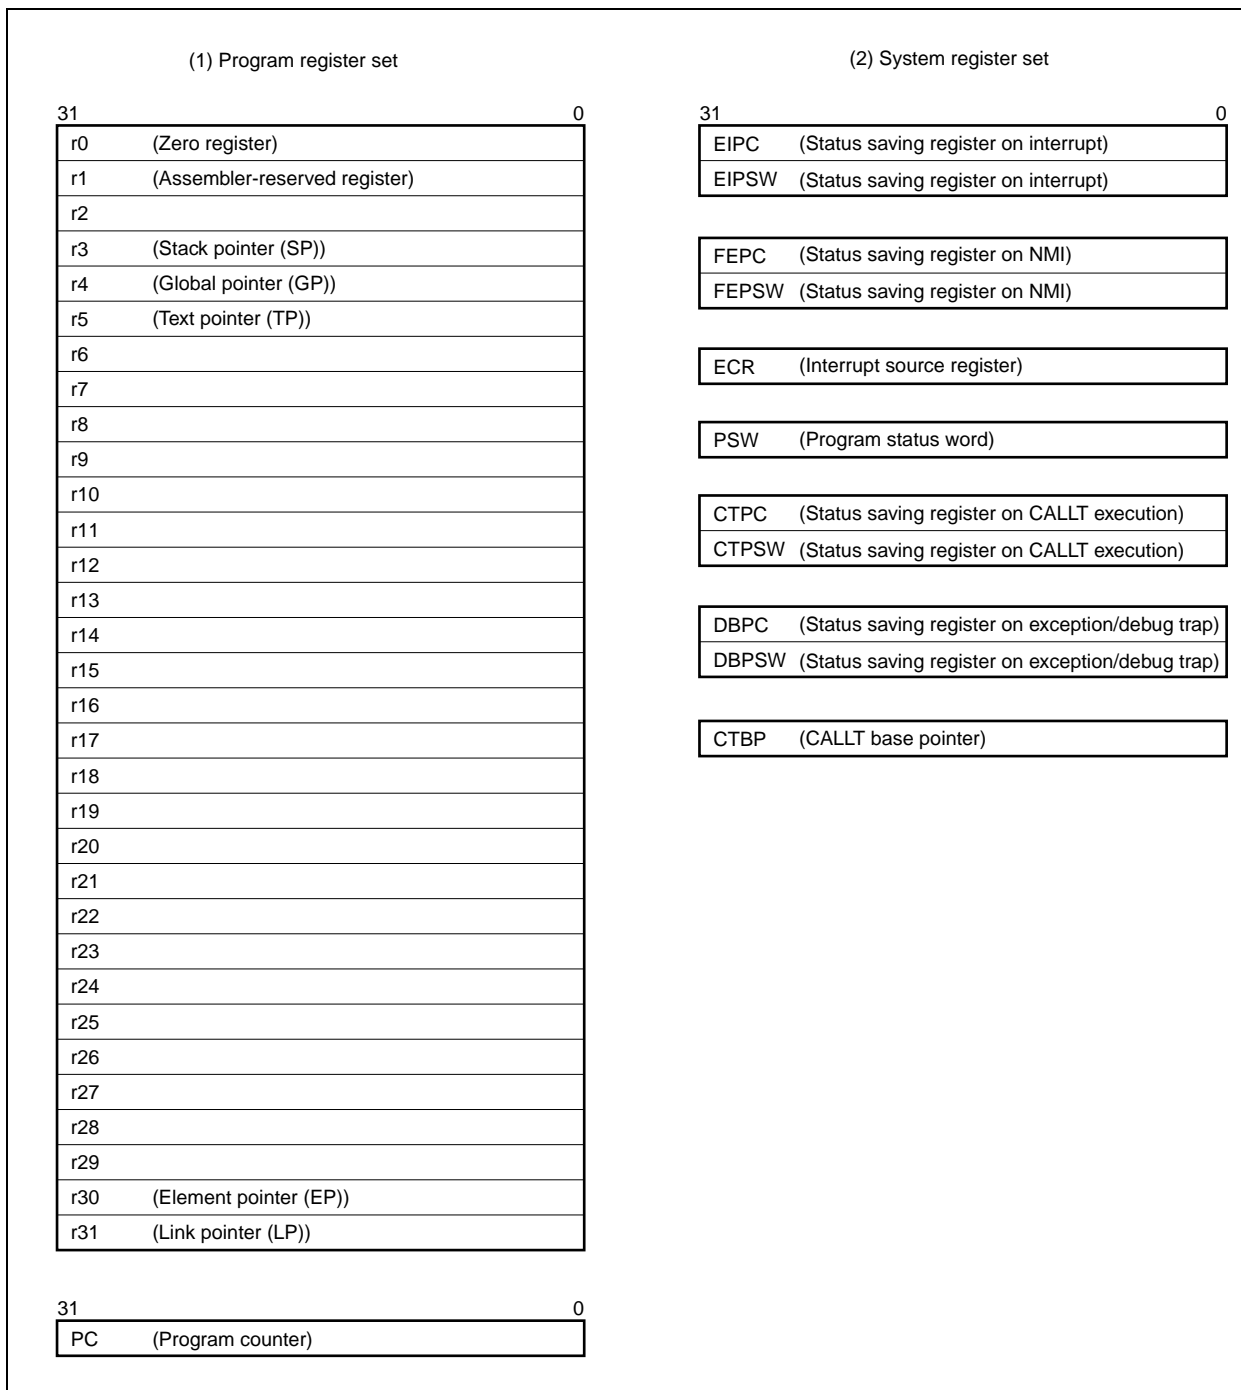 (1) Program register set
31 0
r0 (Zero register)
r1 (Assembler-reserved register)
r2
r3 (Stack pointer (SP))
r4 (Global pointer (GP))
r5 (Text pointer (TP))
r6
r7
r8
r9
r10
r11
r12
r13
r14
r15
r16
r17
r18
r19
r20
r21
r22
r23
r24
r25
r26
r27
r28
r29
r30 (Element pointer (EP))
r31 (Link pointer (LP))
31 0
PC (Program counter)
(2) System register set
31 0
EIPC (Status saving register on interrupt)
EIPSW (Status saving register on interrupt)
FEPC (Status saving register on NMI)
FEPSW (Status saving register on NMI)
ECR (Interrupt source register)
PSW (Program status word)
CTPC (Status saving register on CALLT execution)
CTPSW (Status saving register on CALLT execution)
DBPC (Status saving register on exception/debug trap)
DBPSW (Status saving register on exception/debug trap)
CTBP (CALLT base pointer)